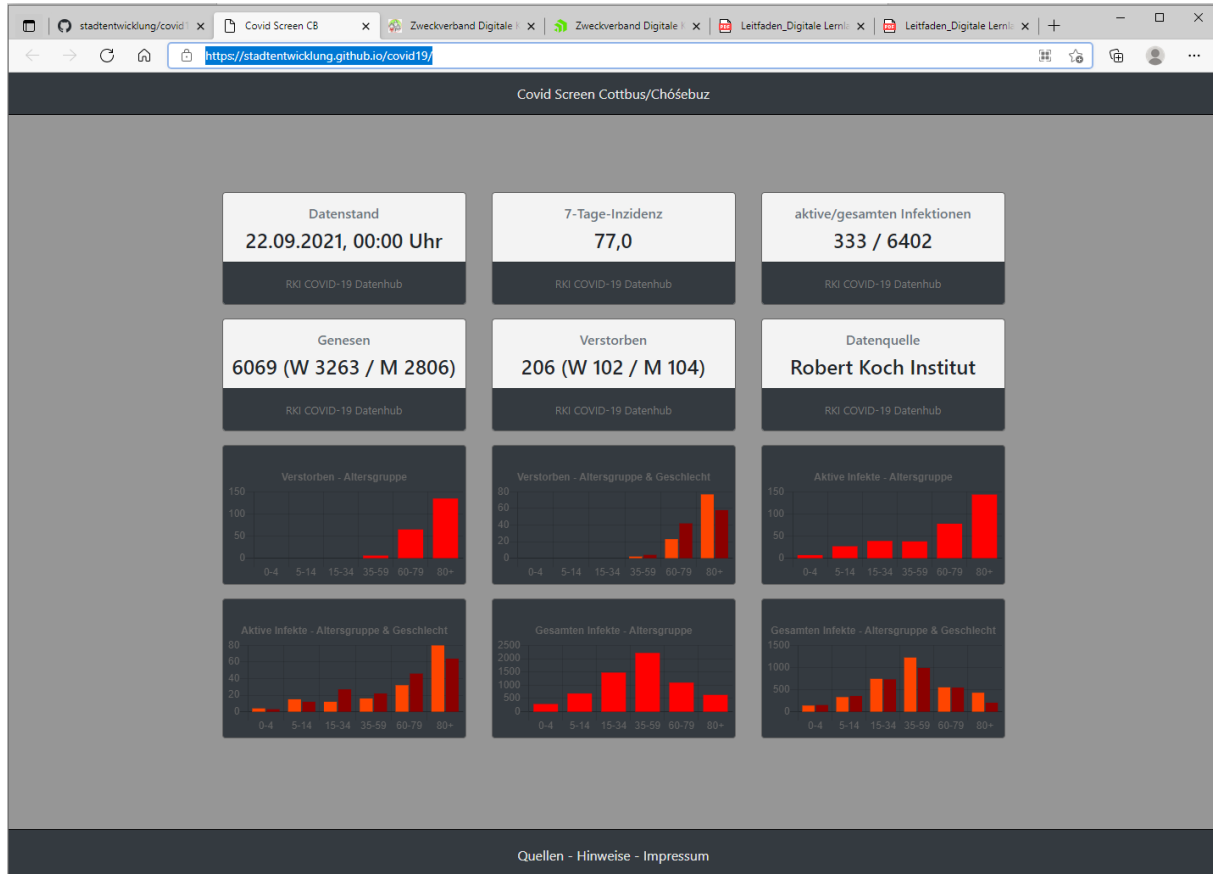 stadtentwicklung/covid1
Covid Screen CB
Zweckverband Digitale
Zweckverband Digitale
Leitfaden_Digitale Lernl
Leitfaden_Digitale Lernl
https://stadtentwicklung.github.io/covid19/
Covid Screen Cottbus/Chóśebuz
Datenstand
22.09.2021, 00:00 Uhr
RKI COVID-19 Datenhub
7-Tage-Inzidenz
77,0
RKI COVID-19 Datenhub
aktive/gesamten Infektionen
333 / 6402
RKI COVID-19 Datenhub
Genesen
6069 (W 3263 / M 2806)
RKI COVID-19 Datenhub
Verstorben
206 (W 102 / M 104)
RKI COVID-19 Datenhub
Datenquelle
Robert Koch Institut
RKI COVID-19 Datenhub
Verstorben - Altersgruppe
150
100
50
0
0-4 5-14 15-34 35-59 60-79 80+
Verstorben - Altersgruppe & Geschlecht
80
60
40
20
0
0-4 5-14 15-34 35-59 60-79 80+
Aktive Infekte - Altersgruppe
150
100
50
0
0-4 5-14 15-34 35-59 60-79 80+
Aktive Infekte - Altersgruppe & Geschlecht
80
60
40
20
0
0-4 5-14 15-34 35-59 60-79 80+
Gesamten Infekte - Altersgruppe
2500
2000
1500
1000
500
0
0-4 5-14 15-34 35-59 60-79 80+
Gesamten Infekte - Altersgruppe & Geschlecht
1500
1000
500
0
0-4 5-14 15-34 35-59 60-79 80+
Quellen - Hinweise - Impressum